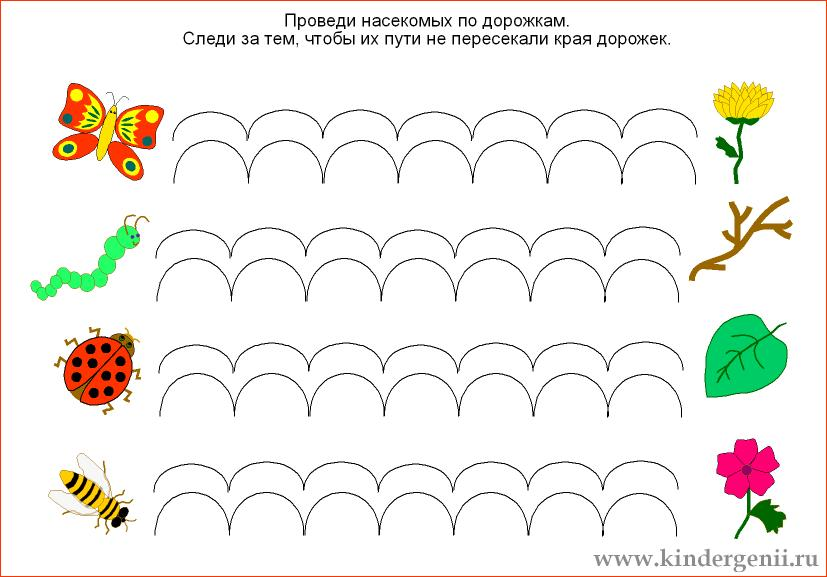 Проведи насекомых по дорожкам.
Следи за тем, чтобы их пути не пересекали края дорожек.
www.kindergenii.ru